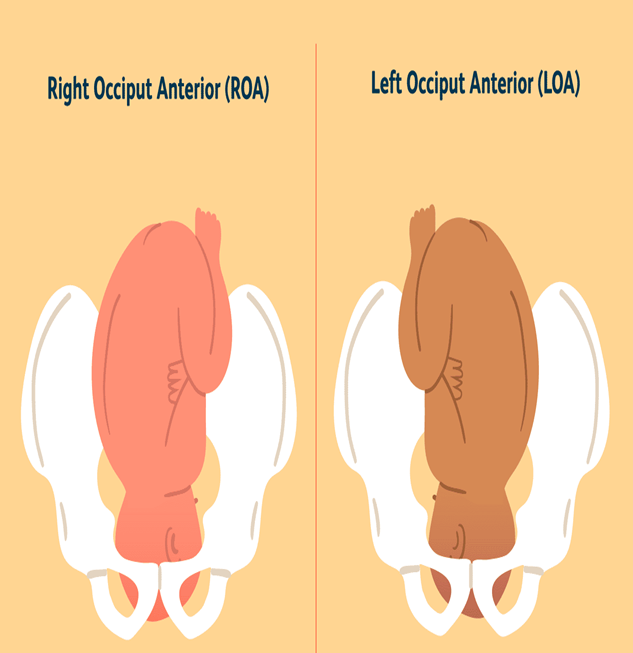 Right Occiput Anterior (ROA)
Left Occiput Anterior (LOA)